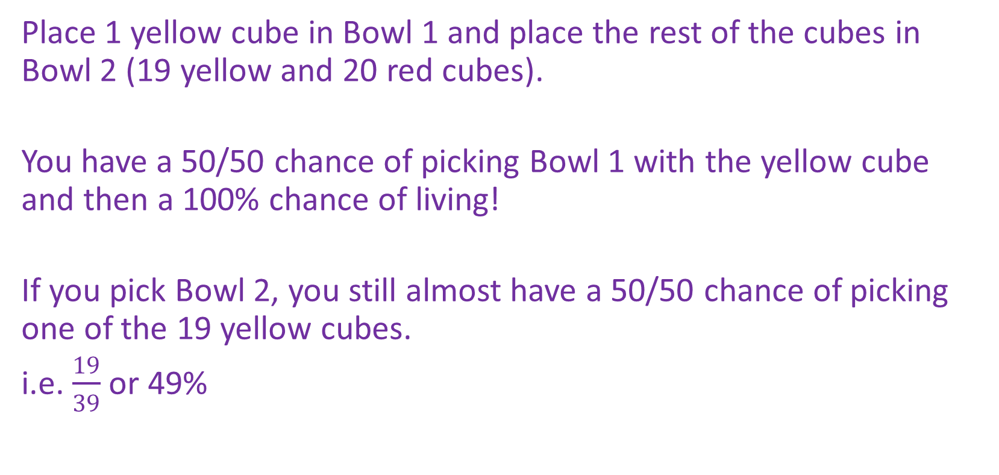 Place 1 yellow cube in Bowl 1 and place the rest of the cubes in
Bowl 2 (19 yellow and 20 red cubes).
You have a 50/50 chance of picking Bowl 1 with the yellow cube
and then a 100% chance of living!
If you pick Bowl 2, you still almost have a 50/50 chance of picking
one of the 19 yellow cubes.
i.e. 19/39 or 49%